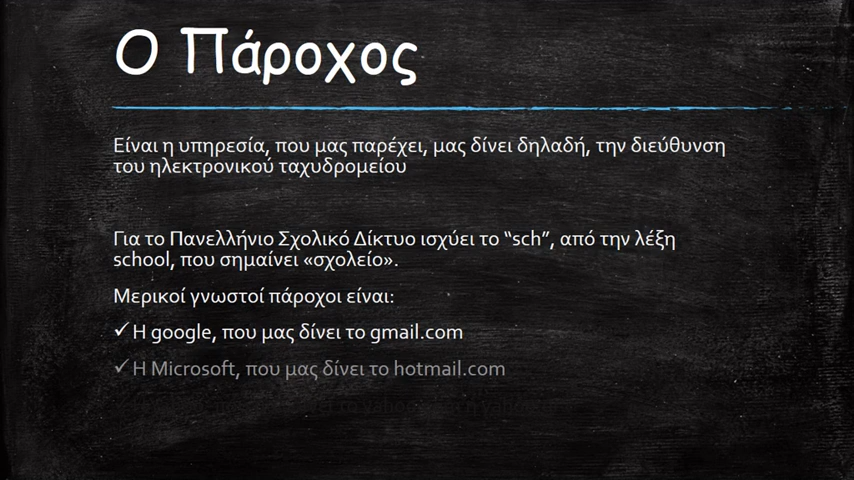 Ο Πάροχος
Είναι η υπηρεσία, που μας παρέχει, μας δίνει δηλαδή, την διεύθυνση
του ηλεκτρονικού ταχυδρομείου
Για το Πανελλήνιο Σχολικό Δίκτυο ισχύει το “sch”, από την λέξη
school, που σημαίνει «σχολείο».
Μερικοί γνωστοί πάροχοι είναι:
✓Η google, που μας δίνει το gmail.com
✓Η Microsoft, που μας δίνει το hotmail.com